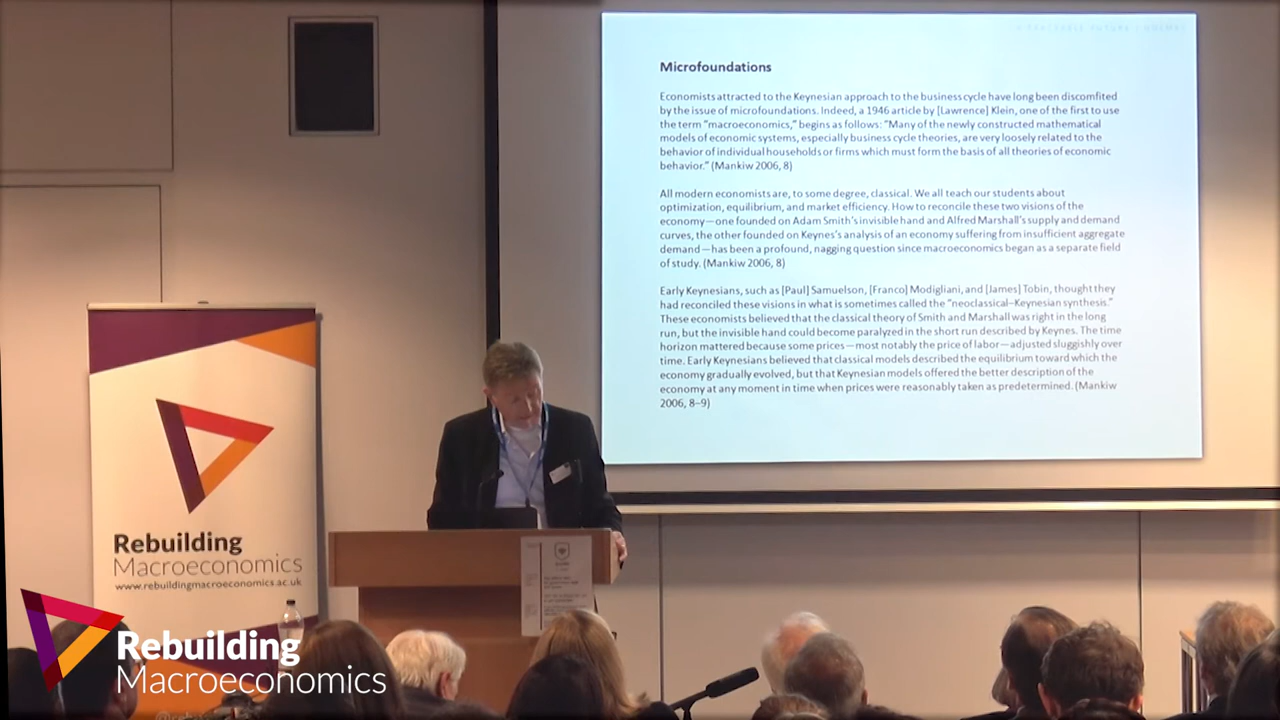 Microfoundations
Economists attracted to the Keynesian approach to the business cycle have long been discomfited
by the issue of microfoundations. Indeed, a 1946 article by [Lawrence] Klein, one of the first to use
the term “macroeconomics,” begins as follows: “Many of the newly constructed mathematical
models of economic systems, especially business cycle theories, are very loosely related to the
behavior of individual households or firms which must form the basis of all theories of economic
behavior.” (Mankiw 2006, 8)
All modern economists are, to some degree, classical. We all teach our students about
optimization, equilibrium, and market efficiency. How to reconcile these two visions of the
economy—one founded on Adam Smith’s invisible hand and Alfred Marshall’s supply and demand
curves, the other founded on Keynes’s analysis of an economy suffering from insufficient aggregate
demand—has been a profound, nagging question since macroeconomics began as a separate field
of study. (Mankiw 2006, 8)
Early Keynesians, such as [Paul] Samuelson, [Franco] Modigliani, and [James] Tobin, thought they
had reconciled these visions in what is sometimes called the “neoclassical–Keynesian synthesis.”
These economists believed that the classical theory of Smith and Marshall was right in the long
run, but the invisible hand could become paralyzed in the short run described by Keynes. The time
horizon mattered because some prices—most notably the price of labor—adjusted sluggishly over
time. Early Keynesians believed that classical models described the equilibrium toward which the
economy gradually evolved, but that Keynesian models offered the better description of the
economy at any moment in time when prices were reasonably taken as predetermined. (Mankiw
2006, 8–9)
Rebuilding
Macroeconomics
www.rebuildingmacroeconomics.ac.uk
Rebuilding
Macroeconomics